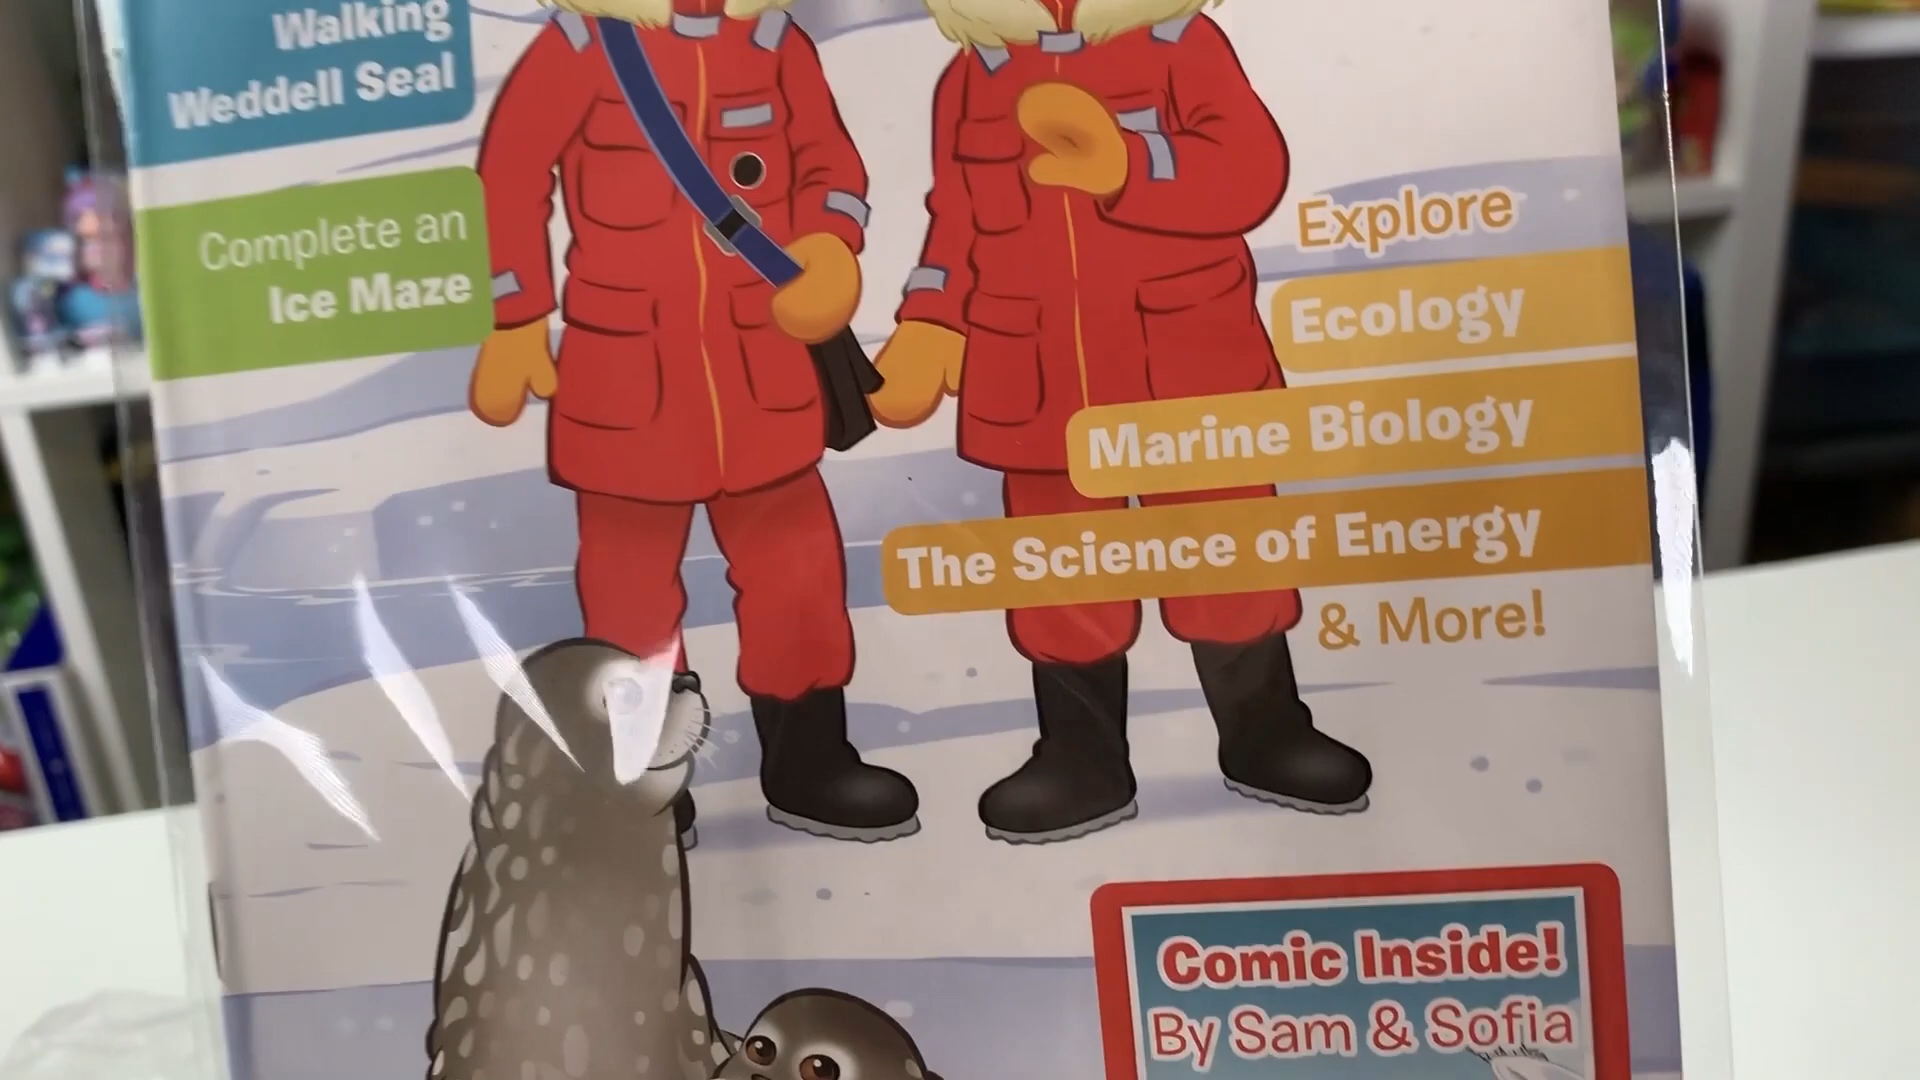 Walking
Weddell Seal
Complete an
Ice Maze
Explore
Ecology
Marine Biology
The Science of Energy
& More!
Comic Inside!
By Sam & Sofia